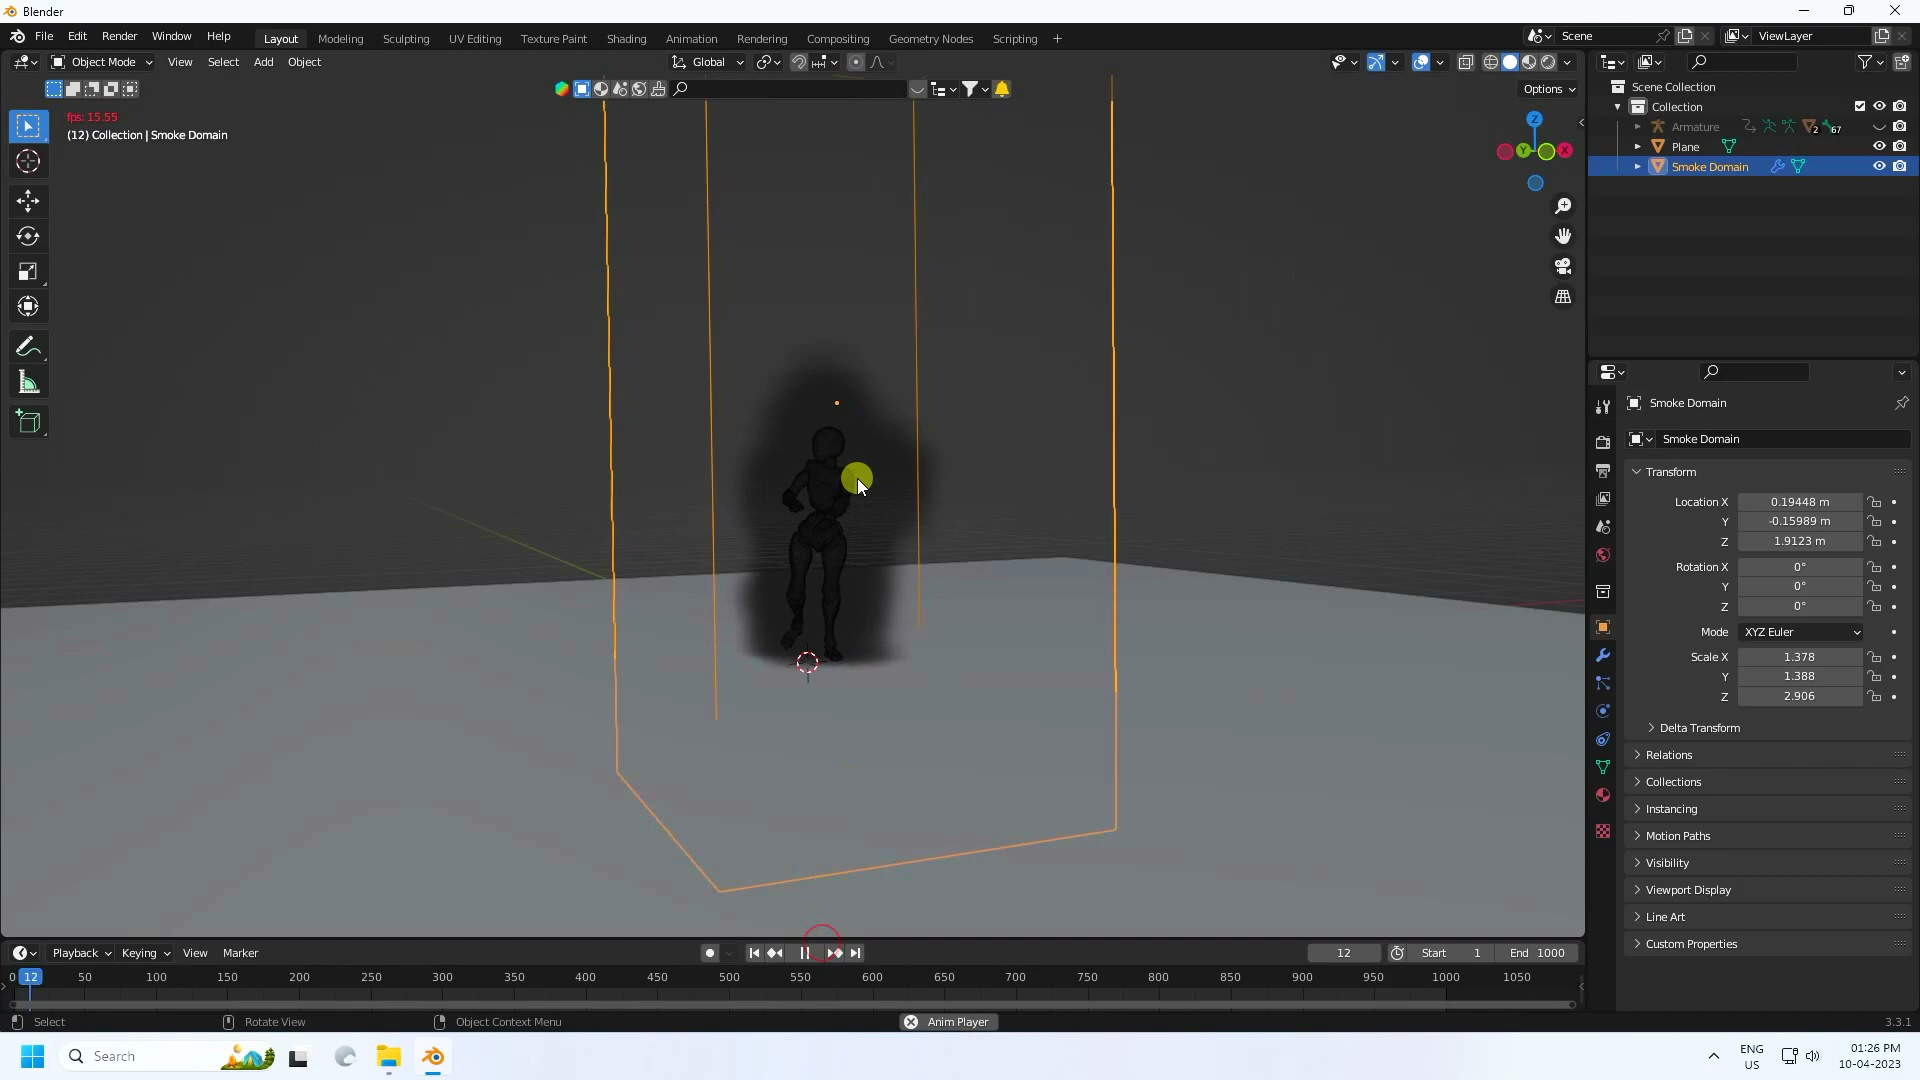 Blender
File Edit Render Window Help Layout Modeling Sculpting UV Editing Texture Paint Shading Animation Rendering Compositing Geometry Nodes Scripting + Scene ViewLayer
Object Mode View Select Add Object Global
Options
fps: 15.55
(12) Collection | Smoke Domain
Z
Y X
Scene Collection
Collection
Armature 2 67
Plane
Smoke Domain
Smoke Domain
Smoke Domain
Transform
Location X 0.19448 m
Y -0.15989 m
Z 1.9123 m
Rotation X 0°
Y 0°
Z 0°
Mode XYZ Euler
Scale X 1.378
Y 1.388
Z 2.906
Delta Transform
Relations
Collections
Instancing
Motion Paths
Visibility
Viewport Display
Line Art
Custom Properties
Playback Keying View Marker 12 Start 1 End 1000
0 12 50 100 150 200 250 300 350 400 450 500 550 600 650 700 750 800 850 900 950 1000 1050
Select Rotate View Object Context Menu Anim Player 3.3.1
Search
ENG
US
01:26 PM
10-04-2023